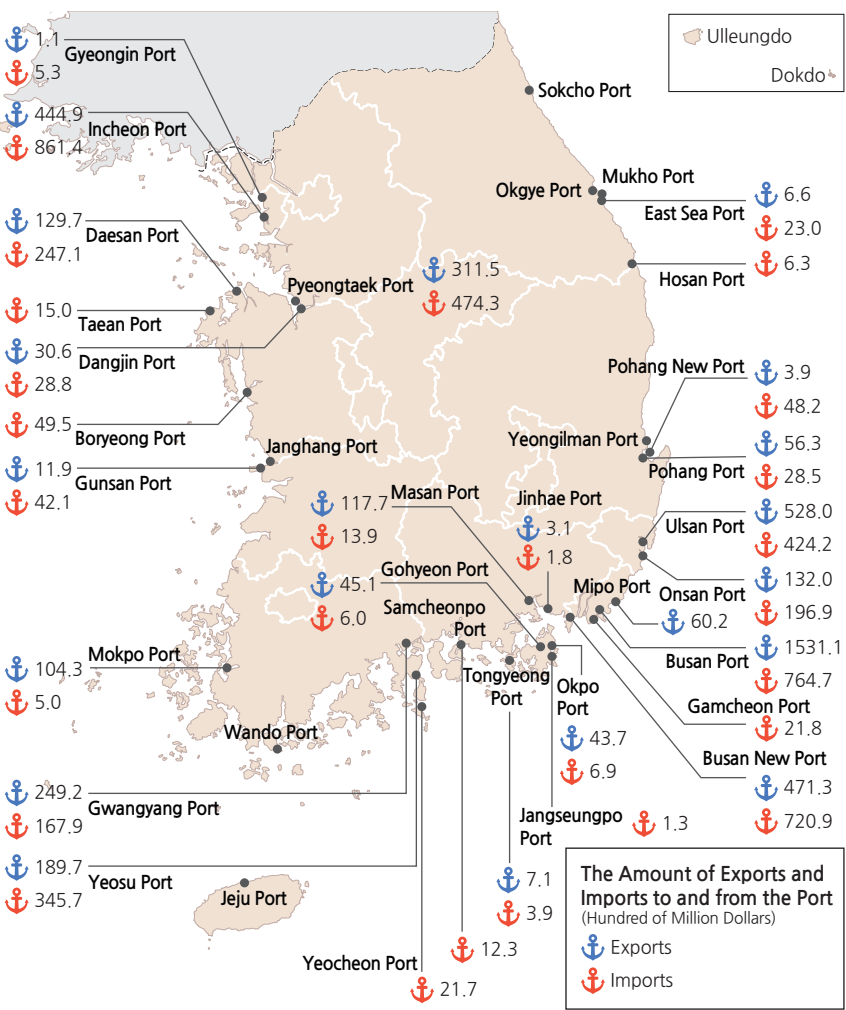 1.1
Gyeongin Port
5.3
444.9
Incheon Port
861.4
129.7
Daesan Port
247.1
15.0
Taean Port
30.6
Dangjin Port
28.8
49.5
Boryeong Port
11.9
Gunsan Port
42.1
Janghang Port
Pyeongtaek Port
311.5
474.3
Ulleungdo
Dokdo
Sokcho Port
Mukho Port
Okgye Port
6.6
East Sea Port
23.0
Hosan Port
6.3
Pohang New Port
3.9
48.2
Yeongilman Port
56.3
Pohang Port
28.5
Masan Port
117.7
13.9
Jinhae Port
3.1
1.8
528.0
Ulsan Port
424.2
Gohyeon Port
45.1
6.0
Mipo Port
60.2
132.0
Onsan Port
196.9
Samcheonpo
Port
1531.1
Busan Port
764.7
Mokpo Port
104.3
5.0
Tongyeong
Port
Okpo
Port
43.7
6.9
Gamcheon Port
21.8
Wando Port
Busan New Port
471.3
720.9
249.2
Gwangyang Port
167.9
Jangseungpo
Port
1.3
189.7
Yeosu Port
345.7
Jeju Port
7.1
3.9
12.3
Yeocheon Port
21.7
The Amount of Exports and
Imports to and from the Port
(Hundred of Million Dollars)
Exports
Imports